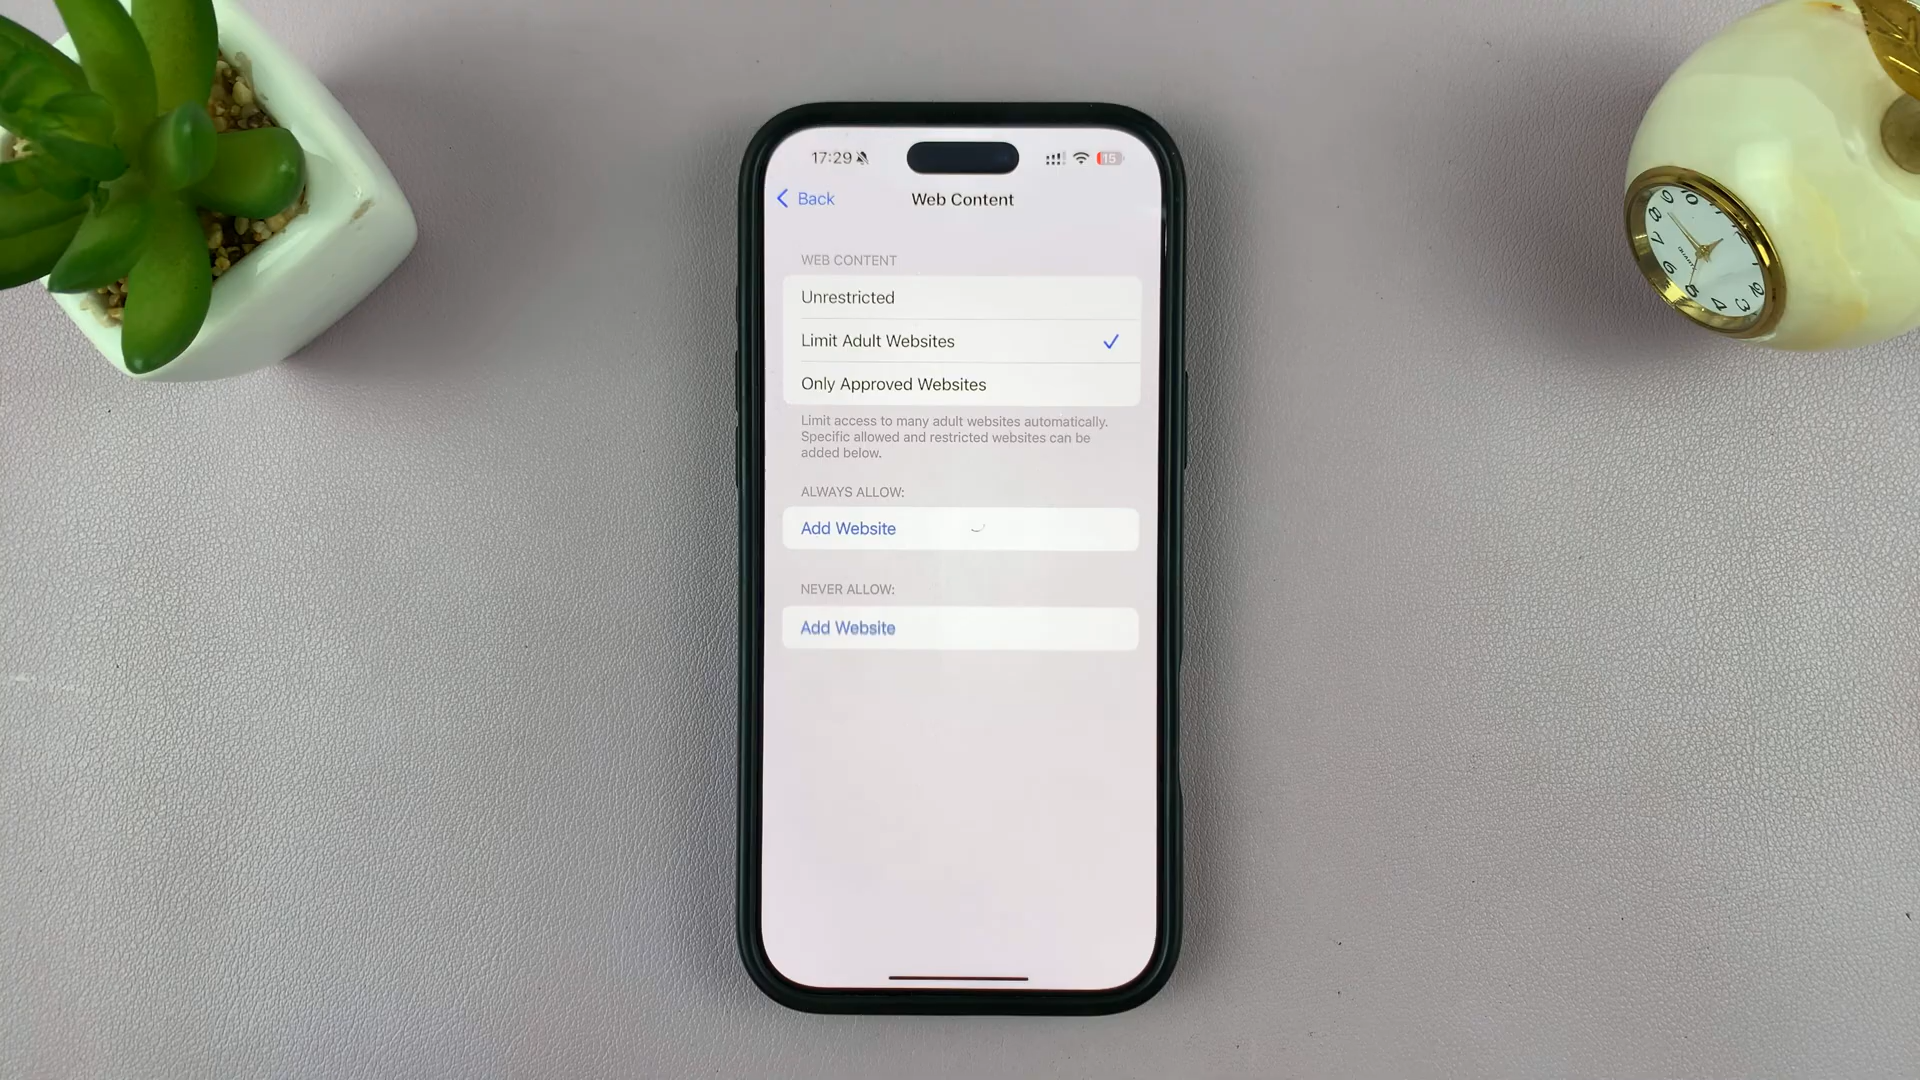 17:29
15
Back
Web Content
WEB CONTENT
Unrestricted
Limit Adult Websites
Only Approved Websites
Limit access to many adult websites automatically.
Specific allowed and restricted websites can be
added below.
ALWAYS ALLOW:
Add Website
NEVER ALLOW:
Add Website